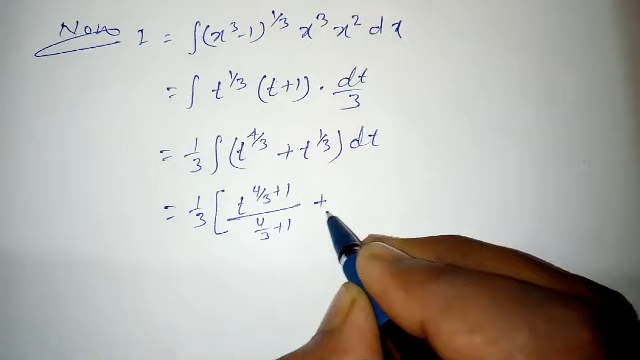 Now I = ∫(x³-1)^1/3 x³ x² dx
= ∫ t^1/3 (t+1) · dt/3
= 1/3 ∫ (t^4/3 + t^1/3) dt
= 1/3 [ t^4/3+1 / 4/3+1 +